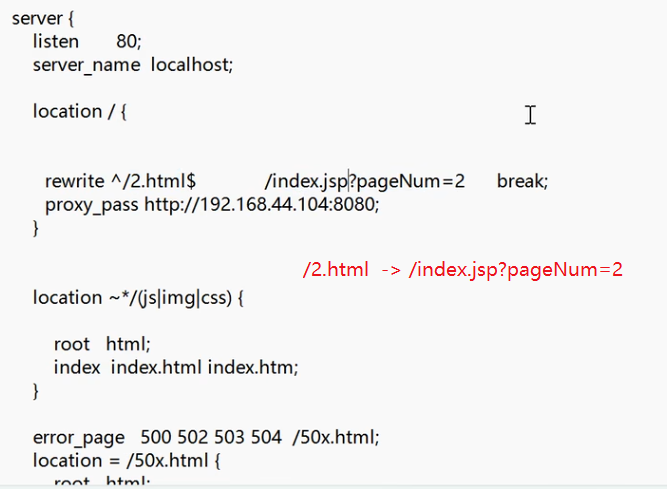 server {
listen 80;
server_name localhost;
location / {
rewrite ^/2.html$ /index.jsp?pageNum=2 break;
proxy_pass http://192.168.44.104:8080;
}
/2.html -> /index.jsp?pageNum=2
location ~*/(js|img|css) {
root html;
index index.html index.htm;
}
error_page 500 502 503 504 /50x.html;
location = /50x.html {
root html;